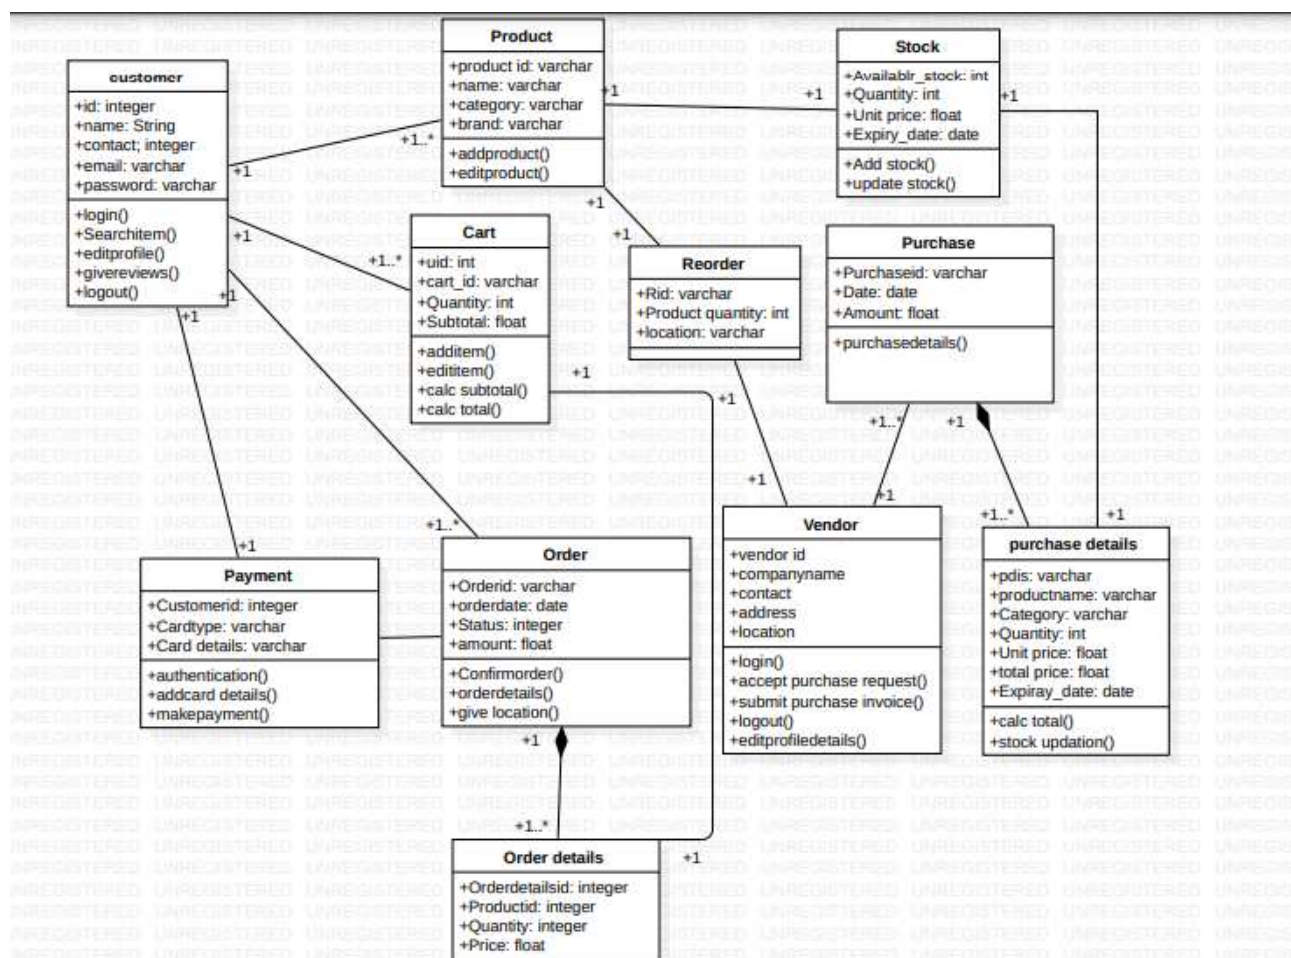 Product
+product id: varchar
+name: varchar
+category: varchar
+brand: varchar
+addproduct()
+editproduct()
Stock
+Availablr_stock: int
+Quantity: int
+Unit price: float
+Expiry_date: date
+Add stock()
+update stock()
customer
+id: integer
+name: String
+contact; integer
+email: varchar
+password: varchar
+login()
+Searchitem()
+editprofile()
+givereviews()
+logout()
+1
+1
+1
+1..*
+1
+1
+1
+1..*
+1
+1
+1
Cart
+uid: int
+cart_id: varchar
+Quantity: int
+Subtotal: float
+additem()
+edititem()
+calc subtotal()
+calc total()
Reorder
+Rid: varchar
+Product quantity: int
+location: varchar
Purchase
+Purchaseid: varchar
+Date: date
+Amount: float
+purchasedetails()
+1
+1
+1..*
+1
+1
+1
+1..*
+1
+1..*
+1
Payment
+Customerid: integer
+Cardtype: varchar
+Card details: varchar
+authentication()
+addcard details()
+makepayment()
Order
+Orderid: varchar
+orderdate: date
+Status: integer
+amount: float
+Confirmorder()
+orderdetails()
+give location()
Vendor
+vendor id
+companyname
+contact
+address
+location
+login()
+accept purchase request()
+submit purchase invoice()
+logout()
+editprofiledetails()
purchase details
+pdis: varchar
+productname: varchar
+Category: varchar
+Quantity: int
+Unit price: float
+total price: float
+Expiray_date: date
+calc total()
+stock updation()
+1
+1..*
+1
Order details
+Orderdetailsid: integer
+Productid: integer
+Quantity: integer
+Price: float
UNREGISTERED